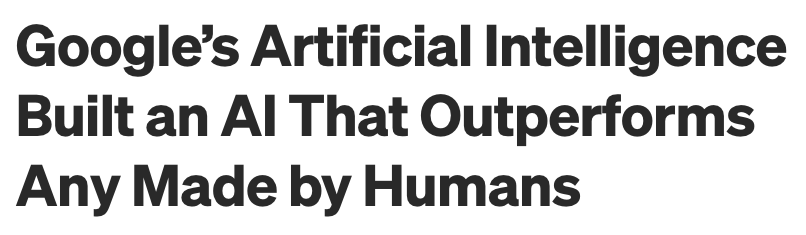 Google’s Artificial Intelligence
Built an AI That Outperforms
Any Made by Humans